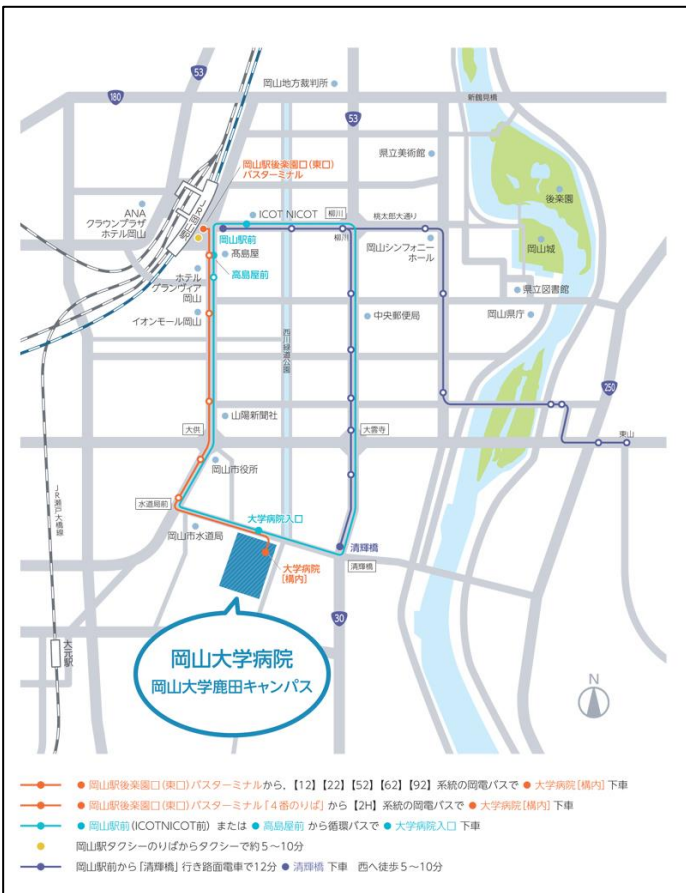 53
180
岡山地方裁判所
53
新鶴見橋
県立美術館
岡山駅後楽園口(東口)
バスターミナル
後楽園
ANA
クラウンプラザ
ホテル岡山
JR岡山駅
ICOT NICOT
柳川
桃太郎大通り
岡山駅前
柳川
岡山シンフォニー
ホール
岡山城
髙島屋
高島屋前
ホテル
グランヴィア
岡山
県立図書館
イオンモール岡山
中央郵便局
岡山県庁
西川緑道公園
250
山陽新聞社
大供
大雲寺
東山
岡山市役所
JR瀬戸大橋線
水道局前
大学病院入口
岡山市水道局
清輝橋
大学病院
[構内]
清輝橋
30
大元駅
岡山大学病院
岡山大学鹿田キャンパス
N
岡山駅後楽園口(東口)バスターミナルから、【12】【22】【52】【62】【92】系統の岡電バスで ● 大学病院[構内] 下車
岡山駅後楽園口(東口)バスターミナル「4番のりば」から【2H】系統の岡電バスで ● 大学病院[構内] 下車
岡山駅前(ICOTNICOT前) または ● 高島屋前 から循環バスで ● 大学病院入口 下車
岡山駅タクシーのりばからタクシーで約5～10分
岡山駅前から「清輝橋」行き路面電車で12分 ● 清輝橋 下車 西へ徒歩5～10分